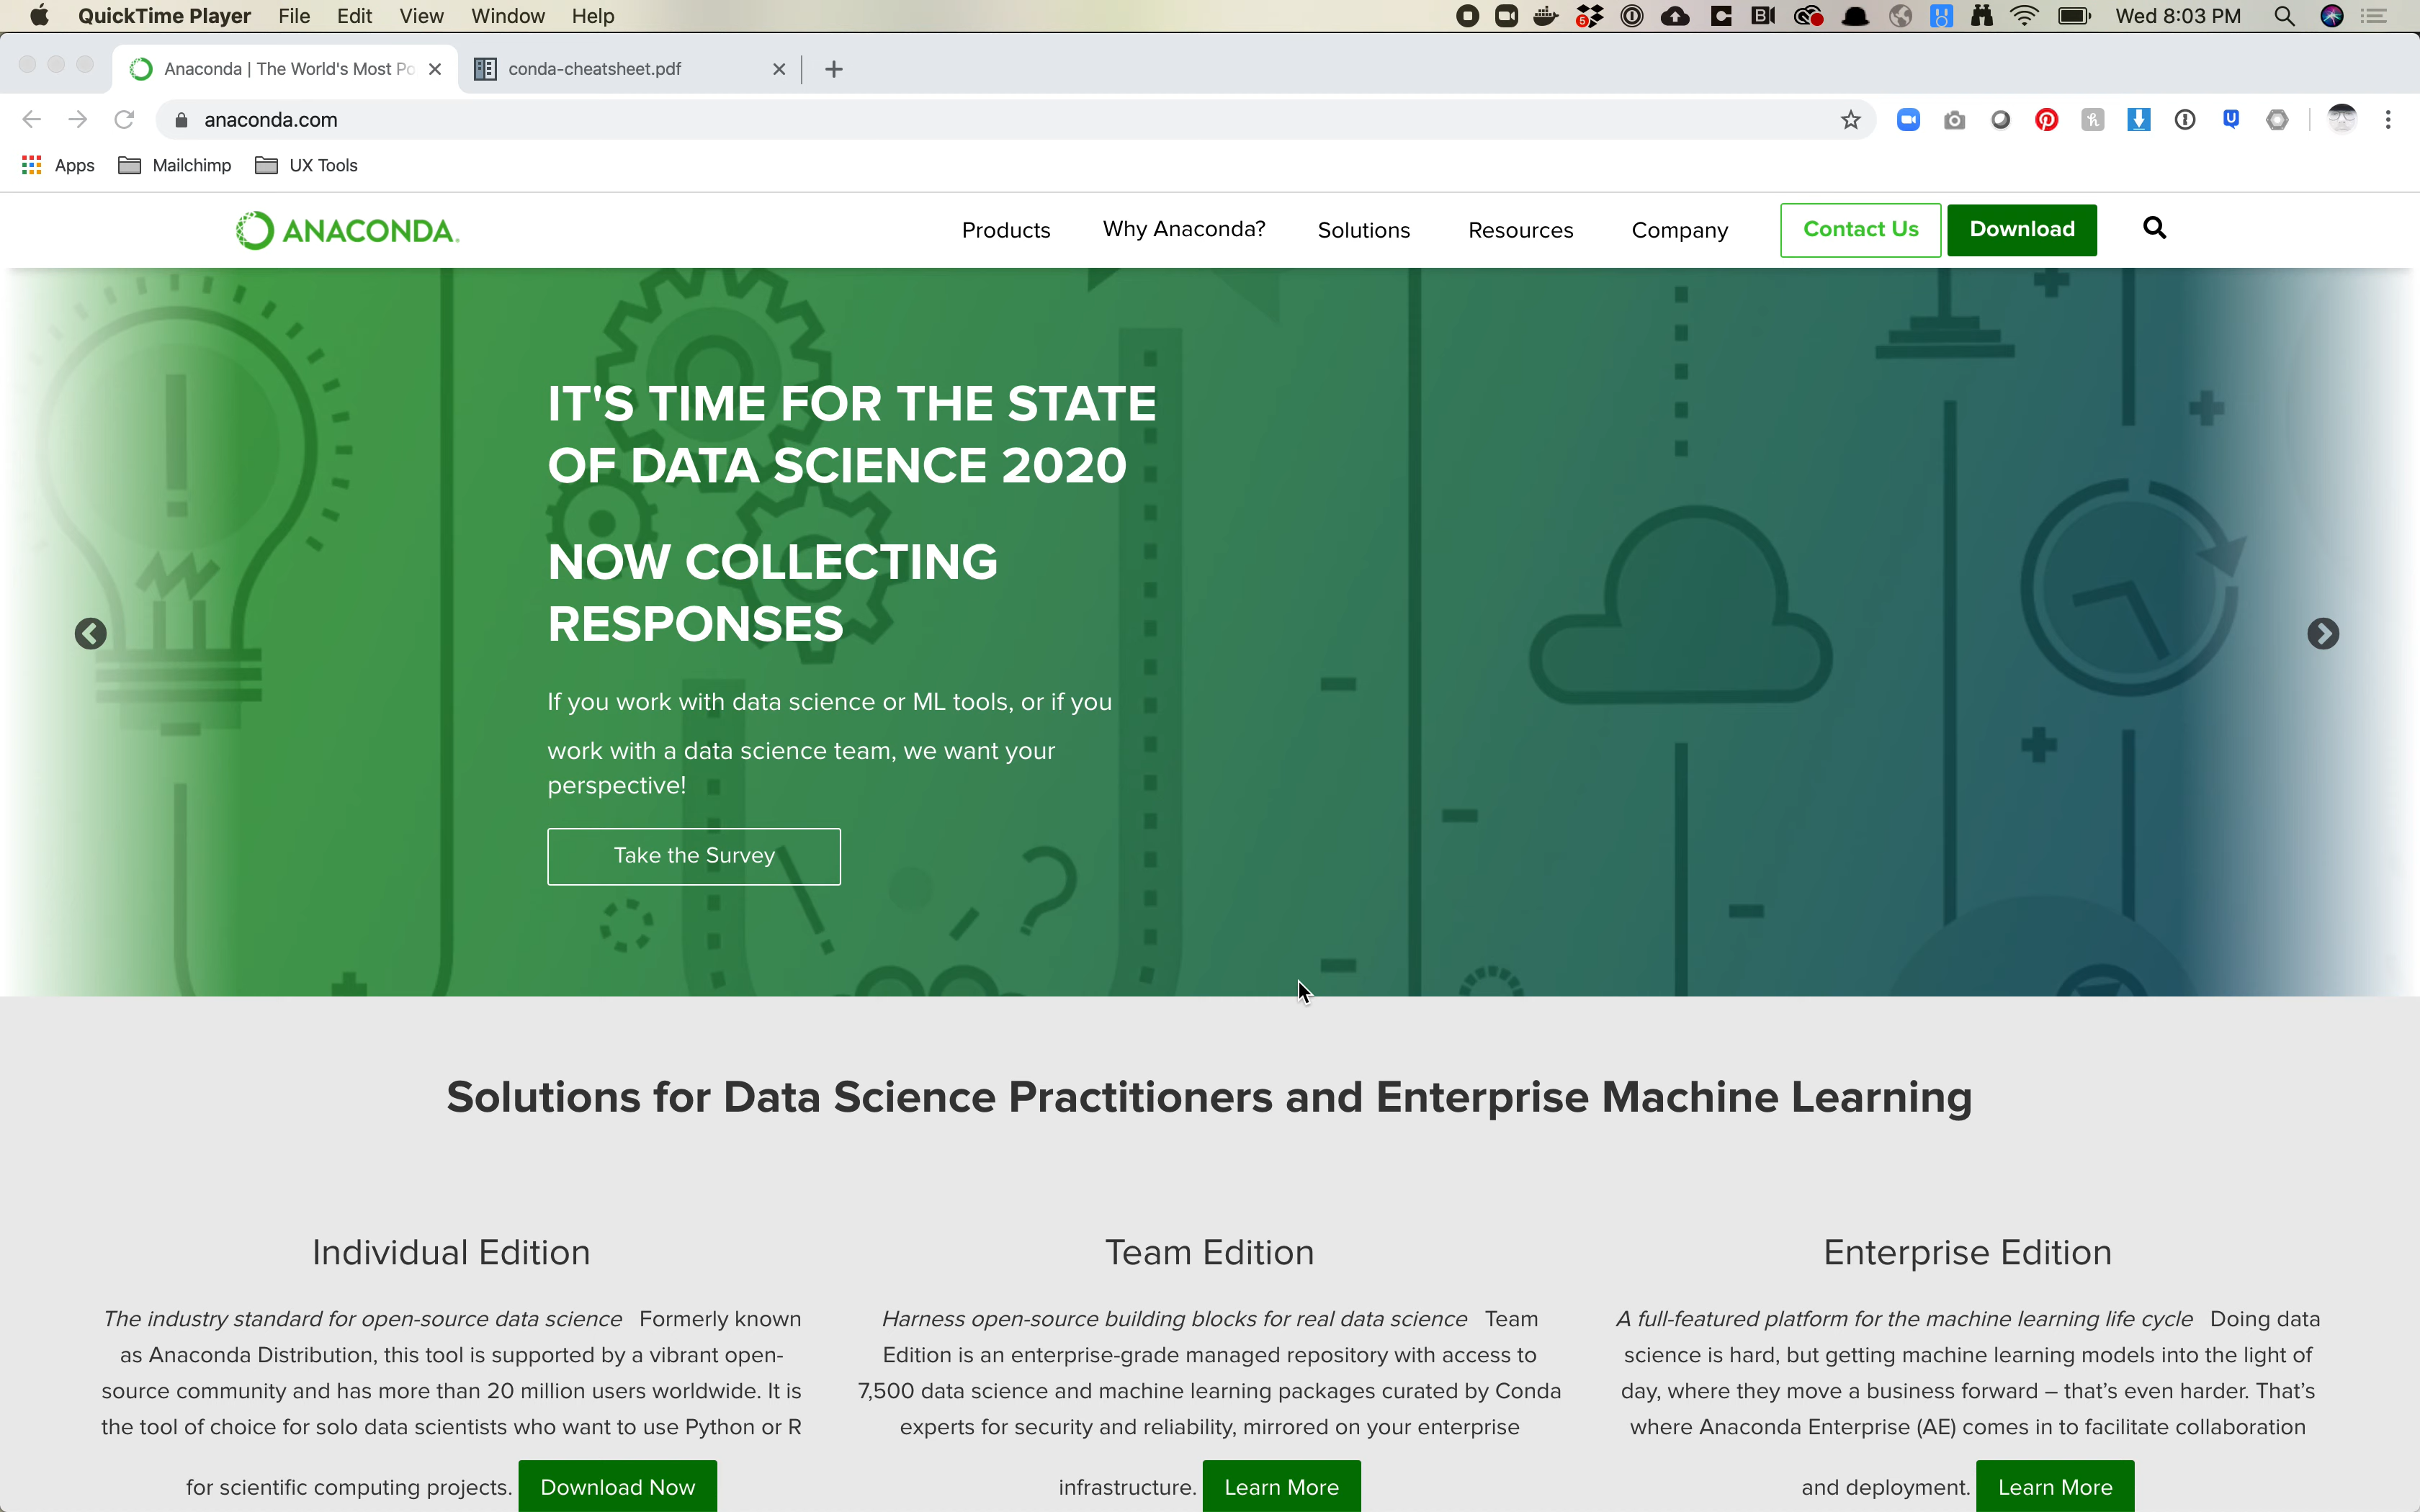 QuickTime Player File Edit View Window Help Wed 8:03 PM
Anaconda | The World's Most Po conda-cheatsheet.pdf
anaconda.com
Apps Mailchimp UX Tools
ANACONDA. Products Why Anaconda? Solutions Resources Company Contact Us Download
IT'S TIME FOR THE STATE
OF DATA SCIENCE 2020
NOW COLLECTING
RESPONSES
If you work with data science or ML tools, or if you
work with a data science team, we want your
perspective!
Take the Survey
Solutions for Data Science Practitioners and Enterprise Machine Learning
Individual Edition
The industry standard for open-source data science Formerly known
as Anaconda Distribution, this tool is supported by a vibrant open-
source community and has more than 20 million users worldwide. It is
the tool of choice for solo data scientists who want to use Python or R
for scientific computing projects. Download Now
Team Edition
Harness open-source building blocks for real data science Team
Edition is an enterprise-grade managed repository with access to
7,500 data science and machine learning packages curated by Conda
experts for security and reliability, mirrored on your enterprise
infrastructure. Learn More
Enterprise Edition
A full-featured platform for the machine learning life cycle Doing data
science is hard, but getting machine learning models into the light of
day, where they move a business forward – that's even harder. That's
where Anaconda Enterprise (AE) comes in to facilitate collaboration
and deployment. Learn More